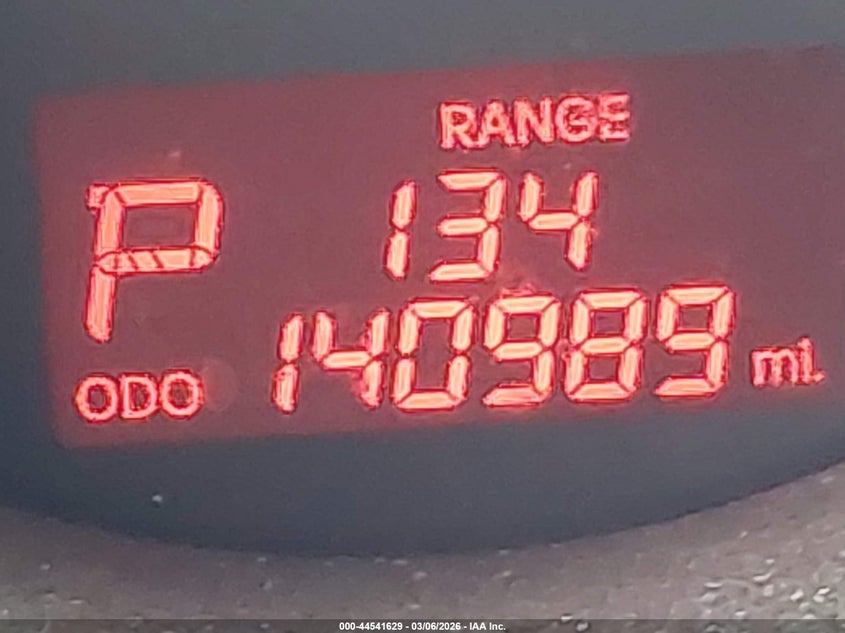 RANGE
P 134
ODO 140989 mi.
000-44541629 - 03/06/2026 - IAA Inc.